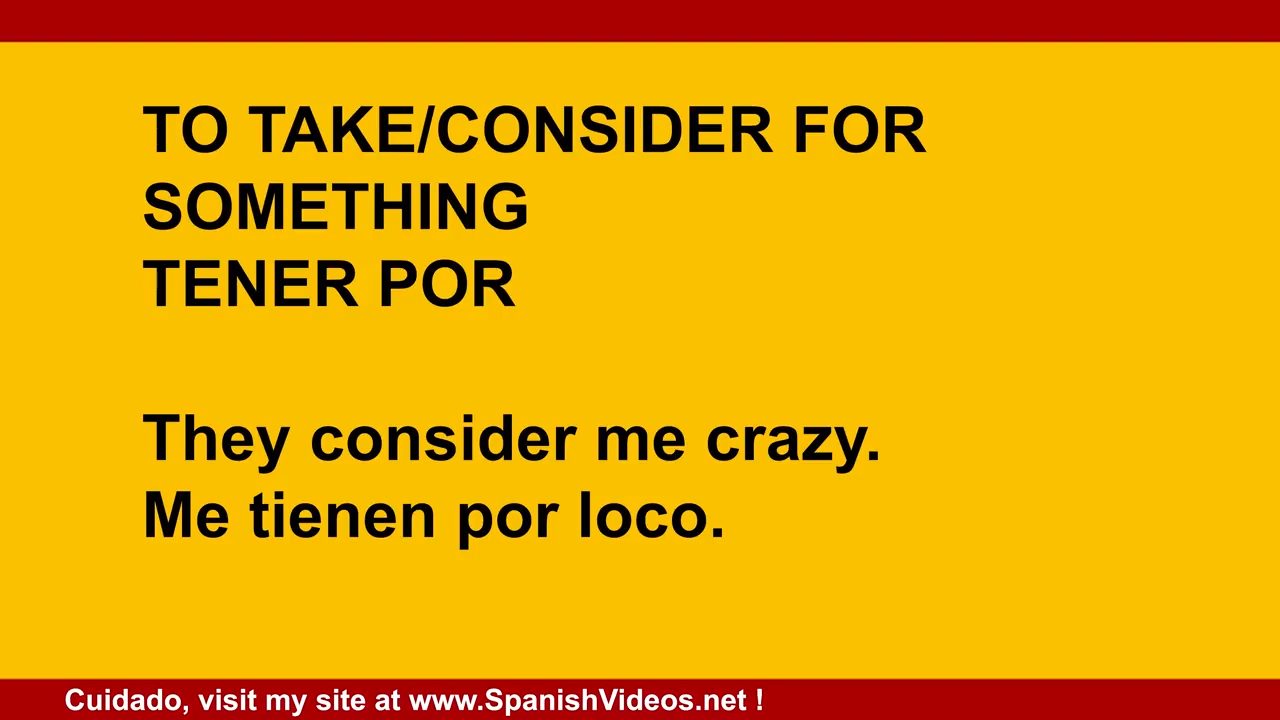 TO TAKE/CONSIDER FOR
SOMETHING
TENER POR
They consider me crazy.
Me tienen por loco.
Cuidado, visit my site at www.SpanishVideos.net !